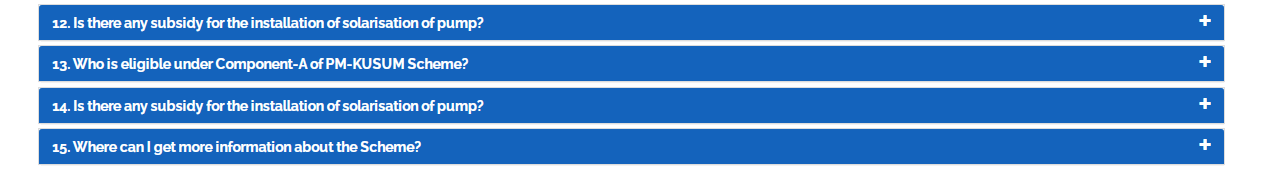 12. Is there any subsidy for the installation of solarisation of pump?
13. Who is eligible under Component-A of PM-KUSUM Scheme?
14. Is there any subsidy for the installation of solarisation of pump?
15. Where can I get more information about the Scheme?